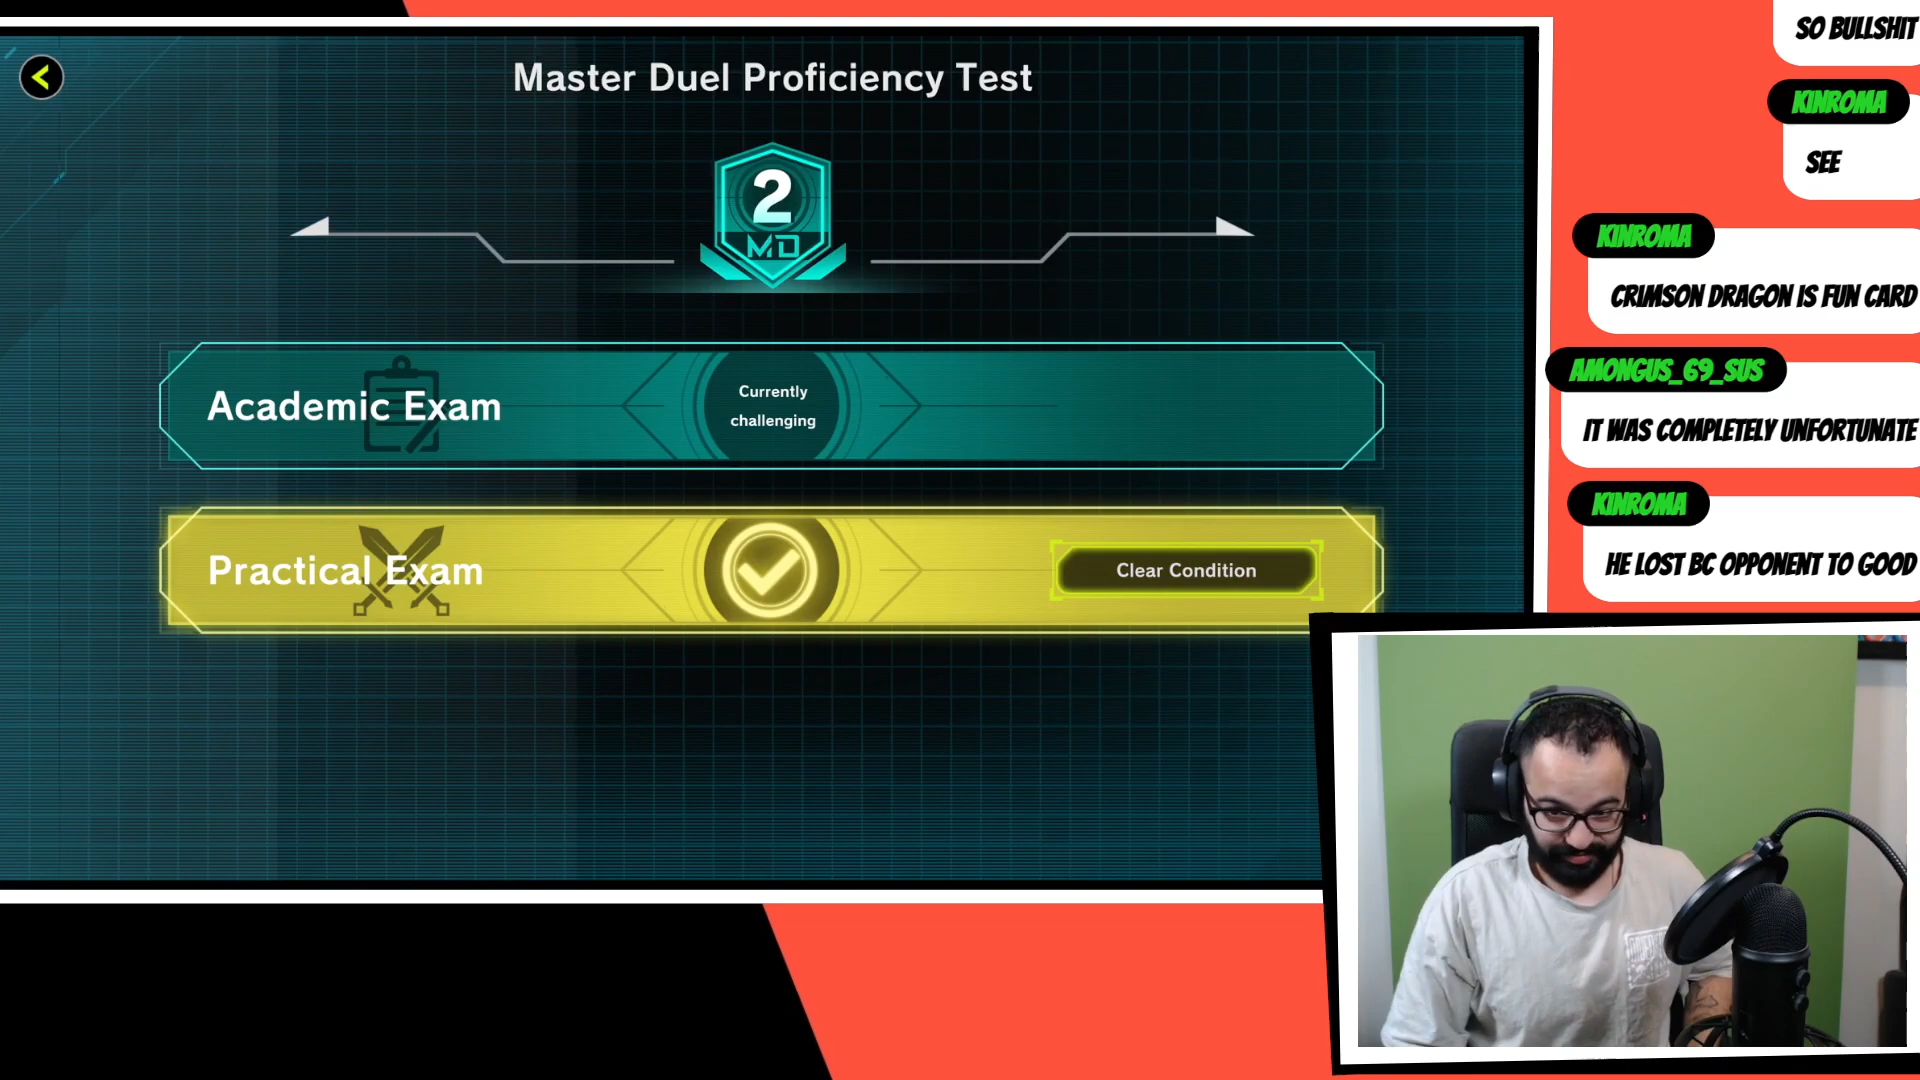 Master Duel Proficiency Test
2
MD
Academic Exam
Currently
challenging
Practical Exam
Clear Condition
SO BULLSHIT
KINROMA
SEE
KINROMA
CRIMSON DRAGON IS FUN CARD
AMONGUS_69_SUS
IT WAS COMPLETELY UNFORTUNATE
KINROMA
HE LOST BC OPPONENT TO GOOD